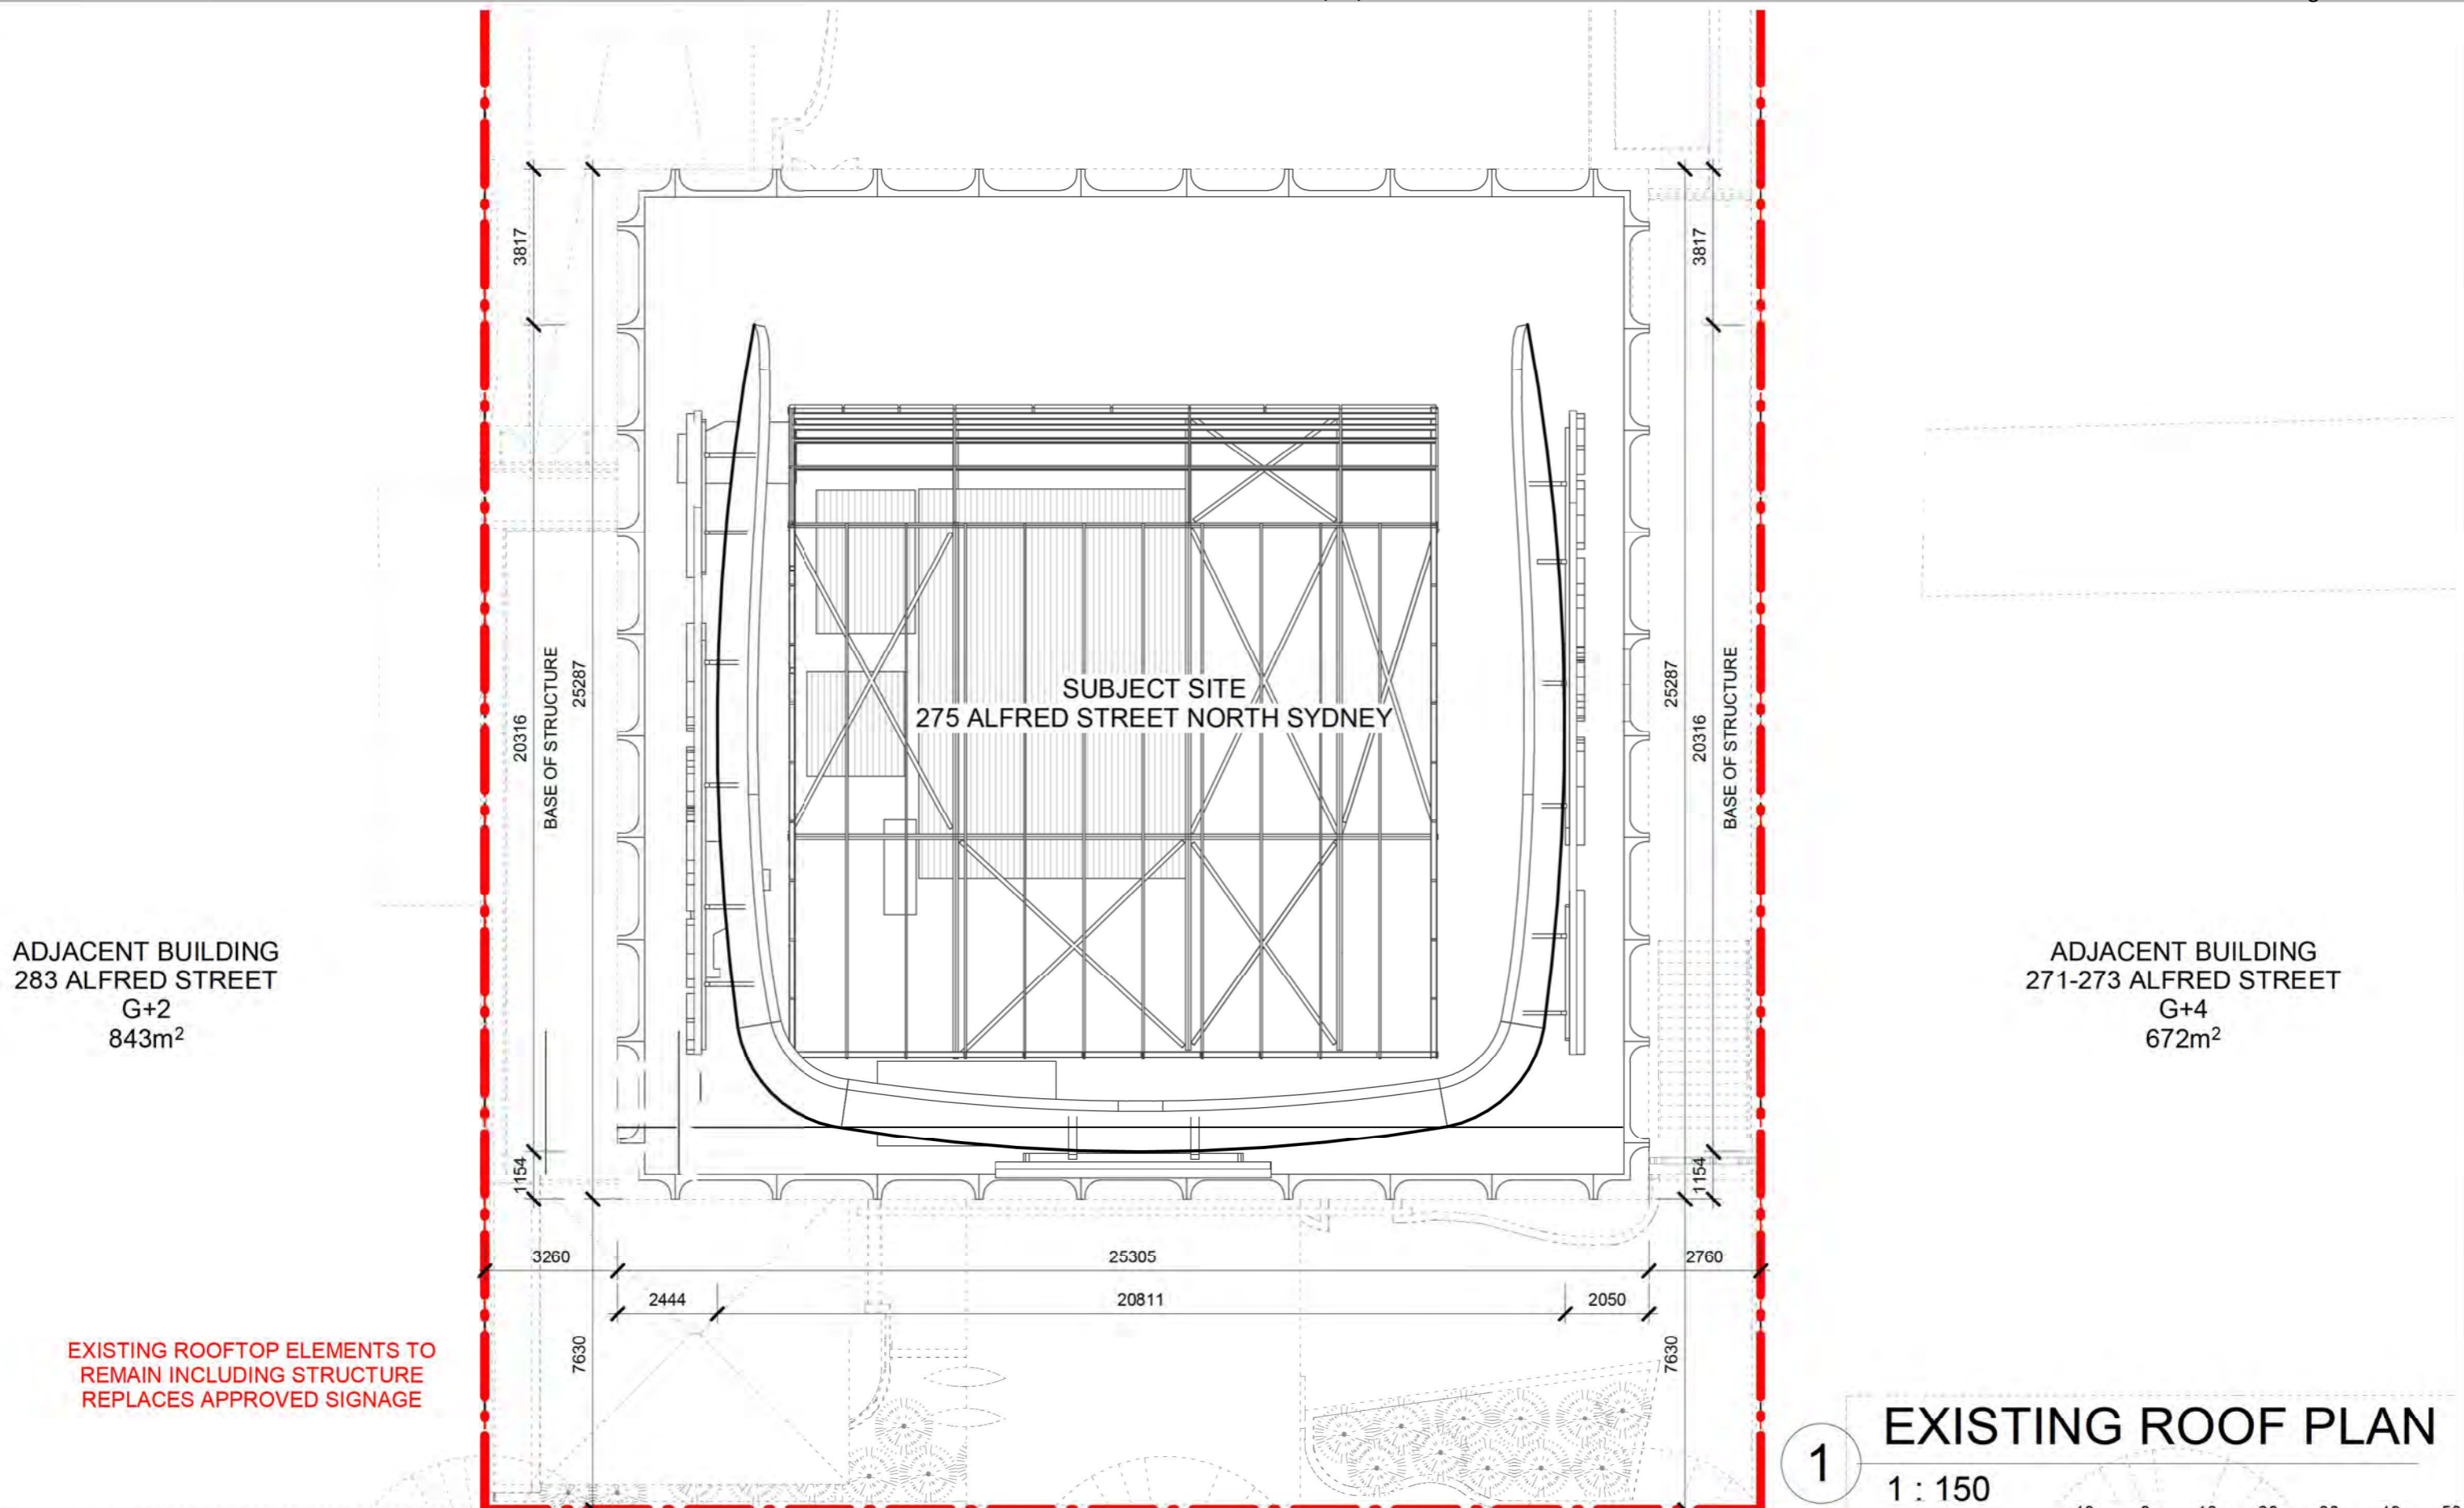 3817
3817
SUBJECT SITE
275 ALFRED STREET NORTH SYDNEY
20316
BASE OF STRUCTURE
25287
25287
20316
BASE OF STRUCTURE
ADJACENT BUILDING
283 ALFRED STREET
G+2
843m²
ADJACENT BUILDING
271-273 ALFRED STREET
G+4
672m²
1154
1154
3260
25305
2760
2444
20811
2050
7630
7630
EXISTING ROOFTOP ELEMENTS TO
REMAIN INCLUDING STRUCTURE
REPLACES APPROVED SIGNAGE
1
EXISTING ROOF PLAN
1 : 150